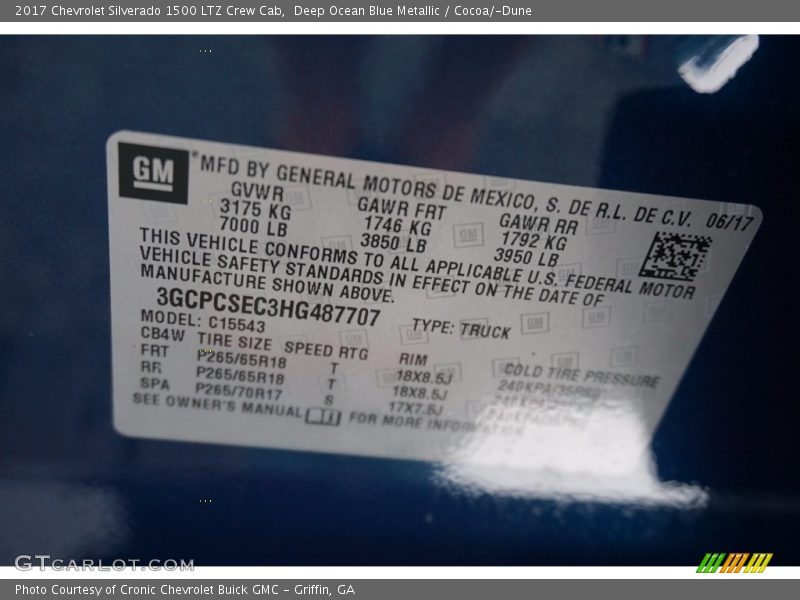 2017 Chevrolet Silverado 1500 LTZ Crew Cab, Deep Ocean Blue Metallic / Cocoa/-Dune
GM
MFD BY GENERAL MOTORS DE MEXICO, S. DE R.L. DE C.V. 06/17
GVWR GAWR FRT GAWR RR
3175 KG 1746 KG 1792 KG
7000 LB 3850 LB 3950 LB
THIS VEHICLE CONFORMS TO ALL APPLICABLE U.S. FEDERAL MOTOR
VEHICLE SAFETY STANDARDS IN EFFECT ON THE DATE OF
MANUFACTURE SHOWN ABOVE.
3GCPCSEC3HG487707 TYPE: TRUCK
MODEL: C15543
CB4W TIRE SIZE SPEED RTG RIM COLD TIRE PRESSURE
FRT P265/65R18 T 18X8.5J 240KPA/35PSI
RR P265/65R18 T 18X8.5J
SPA P265/70R17 S 17X7.5J
SEE OWNER'S MANUAL FOR MORE INFORMATION
GTCARLOT.COM
Photo Courtesy of Cronic Chevrolet Buick GMC - Griffin, GA